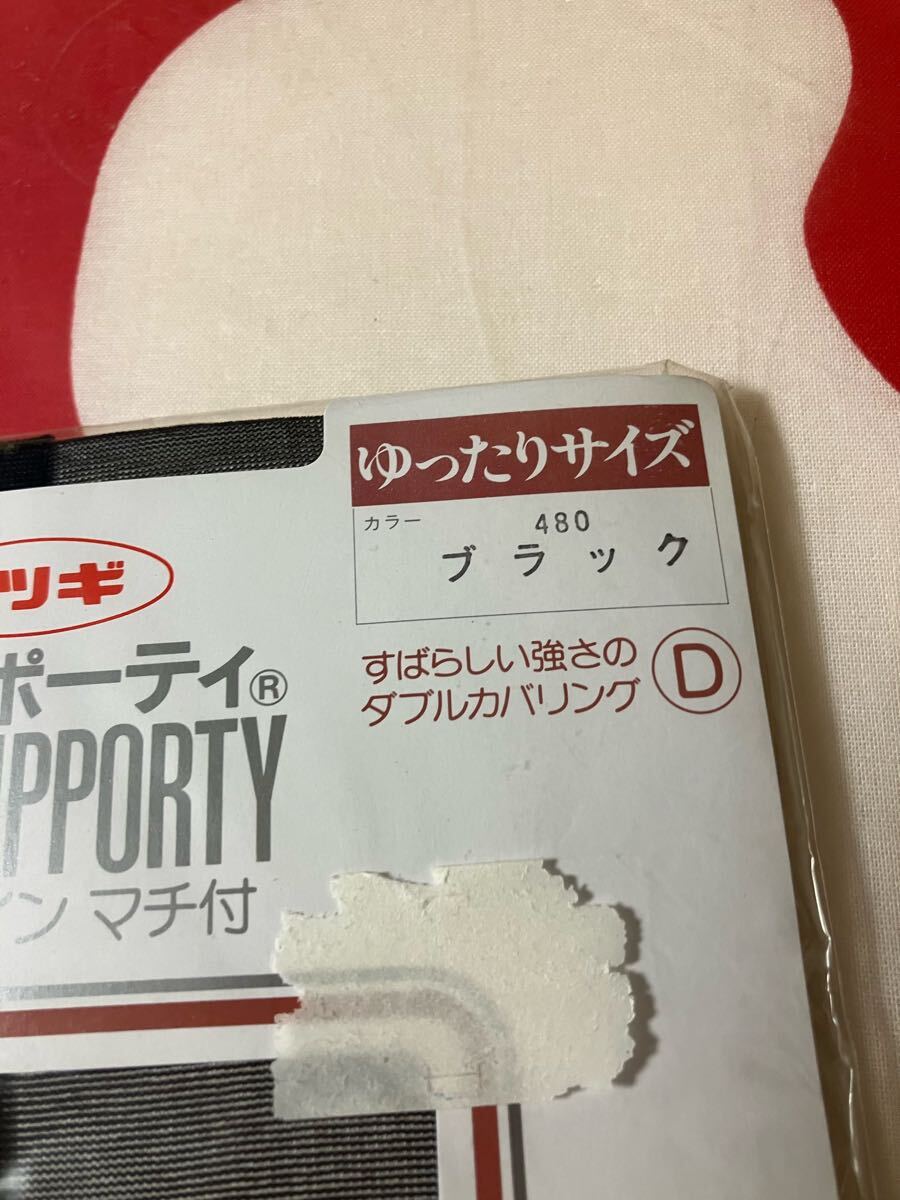 ゆったりサイズ
カラー 480
ブラック
ツギ
ポーティ®
すばらしい強さの
ダブルカバリング Ⓓ
UPPORTY
ン マチ付